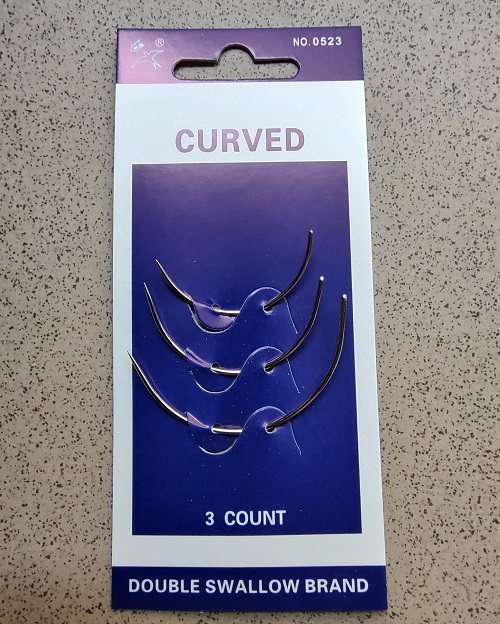 ®
NO.0523
CURVED
3 COUNT
DOUBLE SWALLOW BRAND